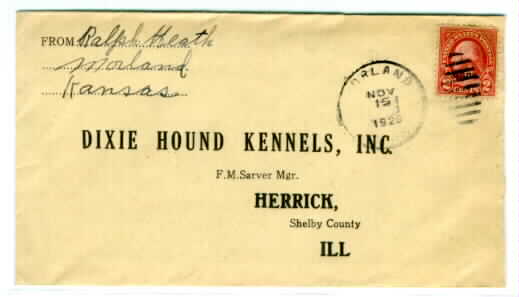 FROM Ralph Heath
Morland
Kansas
ORLAND
NOV
15
1928
DIXIE HOUND KENNELS, INC.
F.M.Sarver Mgr.
HERRICK,
Shelby County
ILL